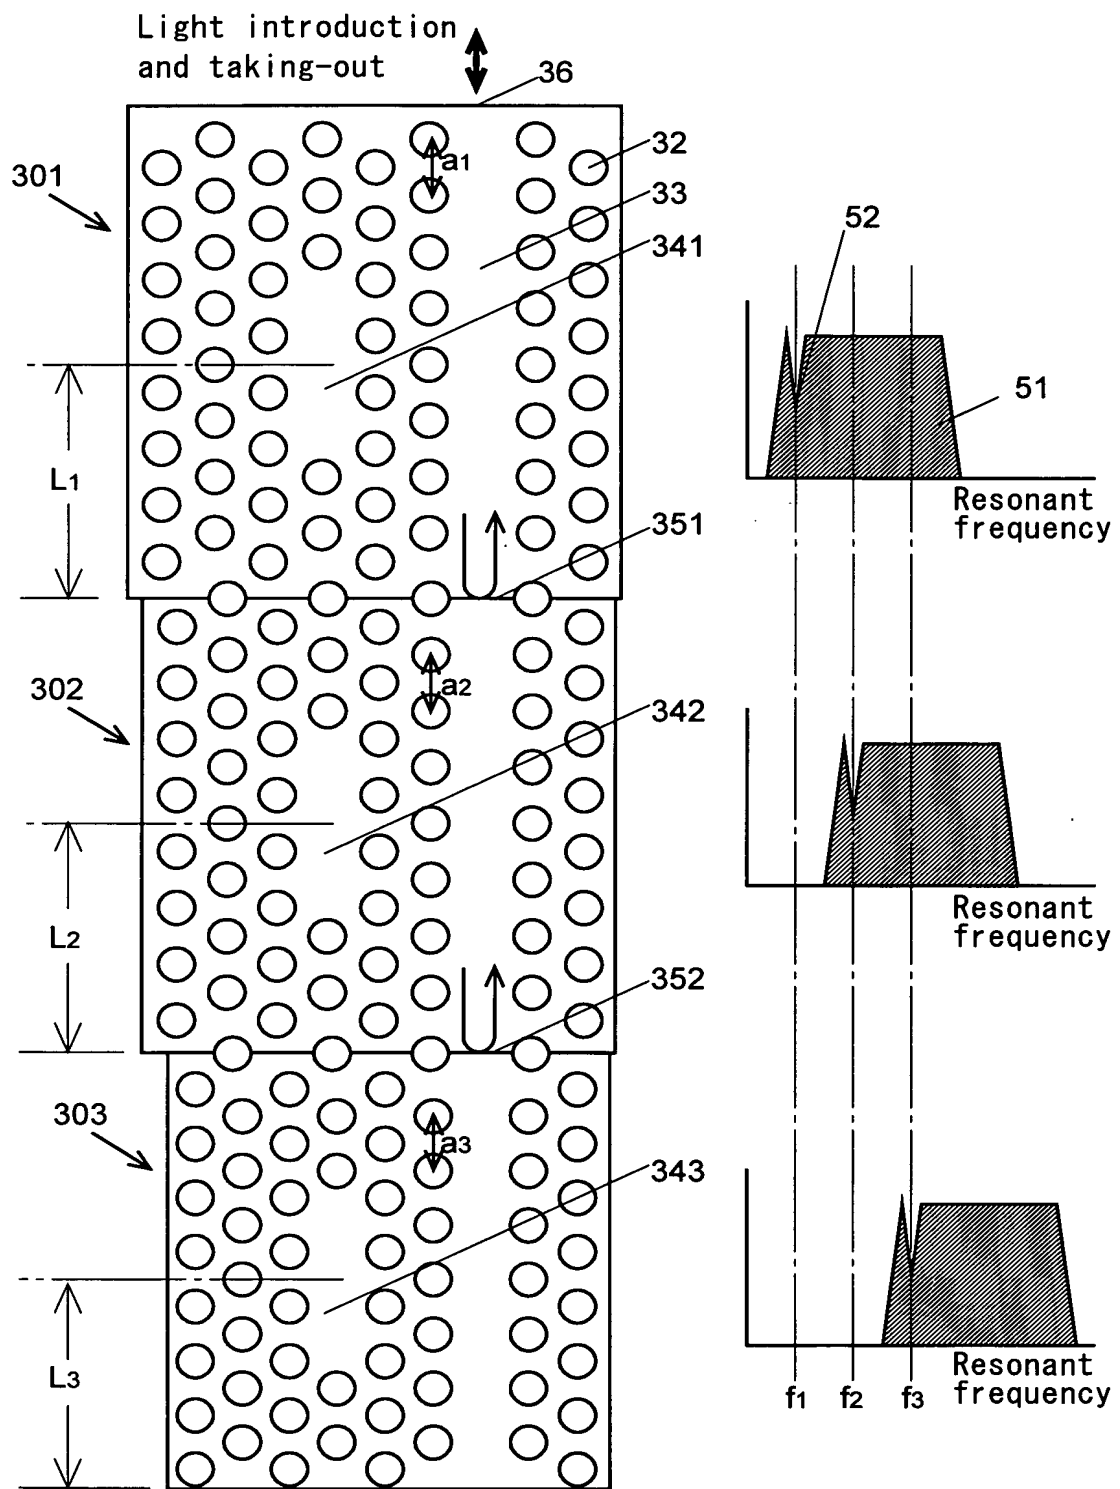 Light introduction
and taking-out
36
32
33
341
301
a1
L1
351
52
51
Resonant
frequency
302
a2
342
L2
352
Resonant
frequency
303
a3
343
L3
Resonant
frequency
f1 f2 f3